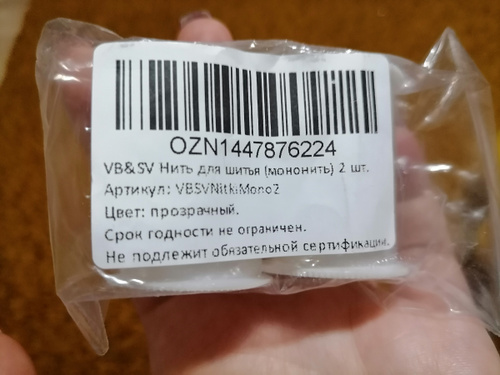 OZN1447876224
VB&SV Нить для шитья (мононить) 2 шт.
Артикул: VBSVNitkiMono2
Цвет: прозрачный.
Срок годности не ограничен.
Не подлежит обязательной сертификации.